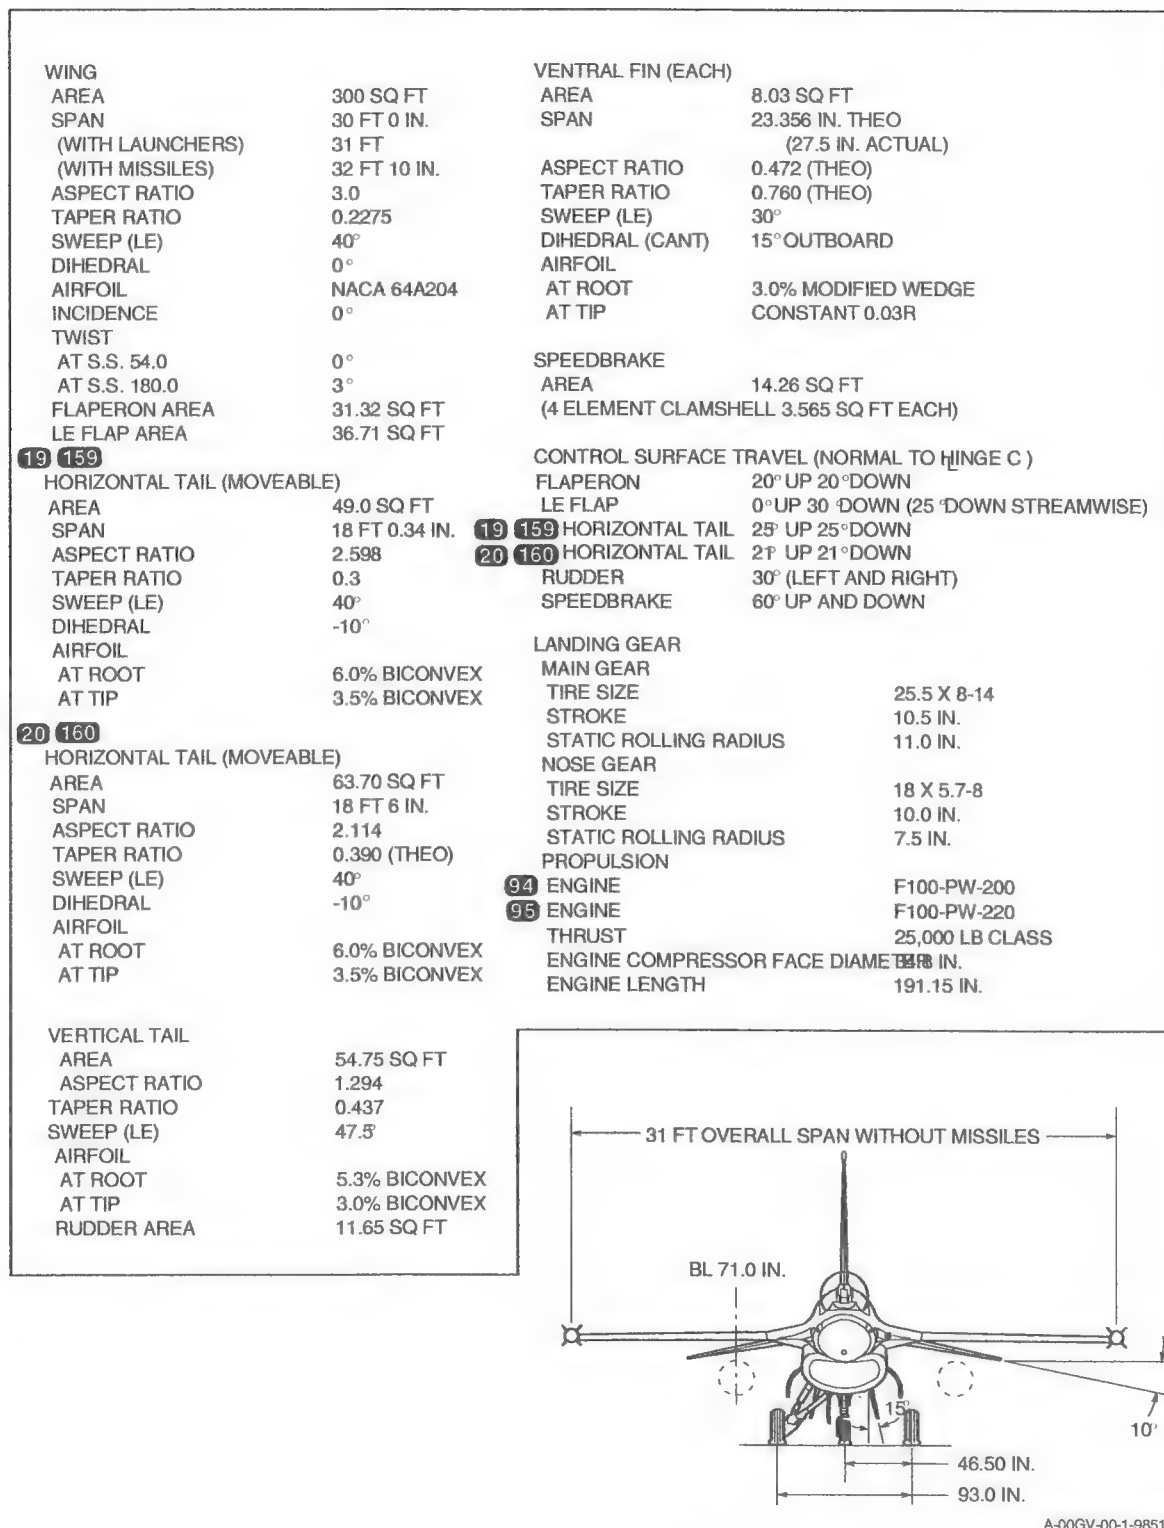 WING
AREA 300 SQ FT
SPAN 30 FT 0 IN.
(WITH LAUNCHERS) 31 FT
(WITH MISSILES) 32 FT 10 IN.
ASPECT RATIO 3.0
TAPER RATIO 0.2275
SWEEP (LE) 40°
DIHEDRAL 0°
AIRFOIL NACA 64A204
INCIDENCE 0°
TWIST
AT S.S. 54.0 0°
AT S.S. 180.0 3°
FLAPERON AREA 31.32 SQ FT
LE FLAP AREA 36.71 SQ FT
19 159
HORIZONTAL TAIL (MOVEABLE)
AREA 49.0 SQ FT
SPAN 18 FT 0.34 IN.
ASPECT RATIO 2.598
TAPER RATIO 0.3
SWEEP (LE) 40°
DIHEDRAL -10°
AIRFOIL
AT ROOT 6.0% BICONVEX
AT TIP 3.5% BICONVEX
20 160
HORIZONTAL TAIL (MOVEABLE)
AREA 63.70 SQ FT
SPAN 18 FT 6 IN.
ASPECT RATIO 2.114
TAPER RATIO 0.390 (THEO)
SWEEP (LE) 40°
DIHEDRAL -10°
AIRFOIL
AT ROOT 6.0% BICONVEX
AT TIP 3.5% BICONVEX
VERTICAL TAIL
AREA 54.75 SQ FT
ASPECT RATIO 1.294
TAPER RATIO 0.437
SWEEP (LE) 47.5°
AIRFOIL
AT ROOT 5.3% BICONVEX
AT TIP 3.0% BICONVEX
RUDDER AREA 11.65 SQ FT
VENTRAL FIN (EACH)
AREA 8.03 SQ FT
SPAN 23.356 IN. THEO
(27.5 IN. ACTUAL)
ASPECT RATIO 0.472 (THEO)
TAPER RATIO 0.760 (THEO)
SWEEP (LE) 30°
DIHEDRAL (CANT) 15° OUTBOARD
AIRFOIL
AT ROOT 3.0% MODIFIED WEDGE
AT TIP CONSTANT 0.03R
SPEEDBRAKE
AREA 14.26 SQ FT
(4 ELEMENT CLAMSHELL 3.565 SQ FT EACH)
CONTROL SURFACE TRAVEL (NORMAL TO HINGE C )
FLAPERON 20° UP 20° DOWN
LE FLAP 0° UP 30° DOWN (25° DOWN STREAMWISE)
19 159 HORIZONTAL TAIL 25° UP 25° DOWN
20 160 HORIZONTAL TAIL 21° UP 21° DOWN
RUDDER 30° (LEFT AND RIGHT)
SPEEDBRAKE 60° UP AND DOWN
LANDING GEAR
MAIN GEAR
TIRE SIZE 25.5 X 8-14
STROKE 10.5 IN.
STATIC ROLLING RADIUS 11.0 IN.
NOSE GEAR
TIRE SIZE 18 X 5.7-8
STROKE 10.0 IN.
STATIC ROLLING RADIUS 7.5 IN.
PROPULSION
94 ENGINE F100-PW-200
95 ENGINE F100-PW-220
THRUST 25,000 LB CLASS
ENGINE COMPRESSOR FACE DIAMETER IN.
ENGINE LENGTH 191.15 IN.
31 FT OVERALL SPAN WITHOUT MISSILES
BL 71.0 IN.
15°
10°
46.50 IN.
93.0 IN.
A-00GV-00-1-9851